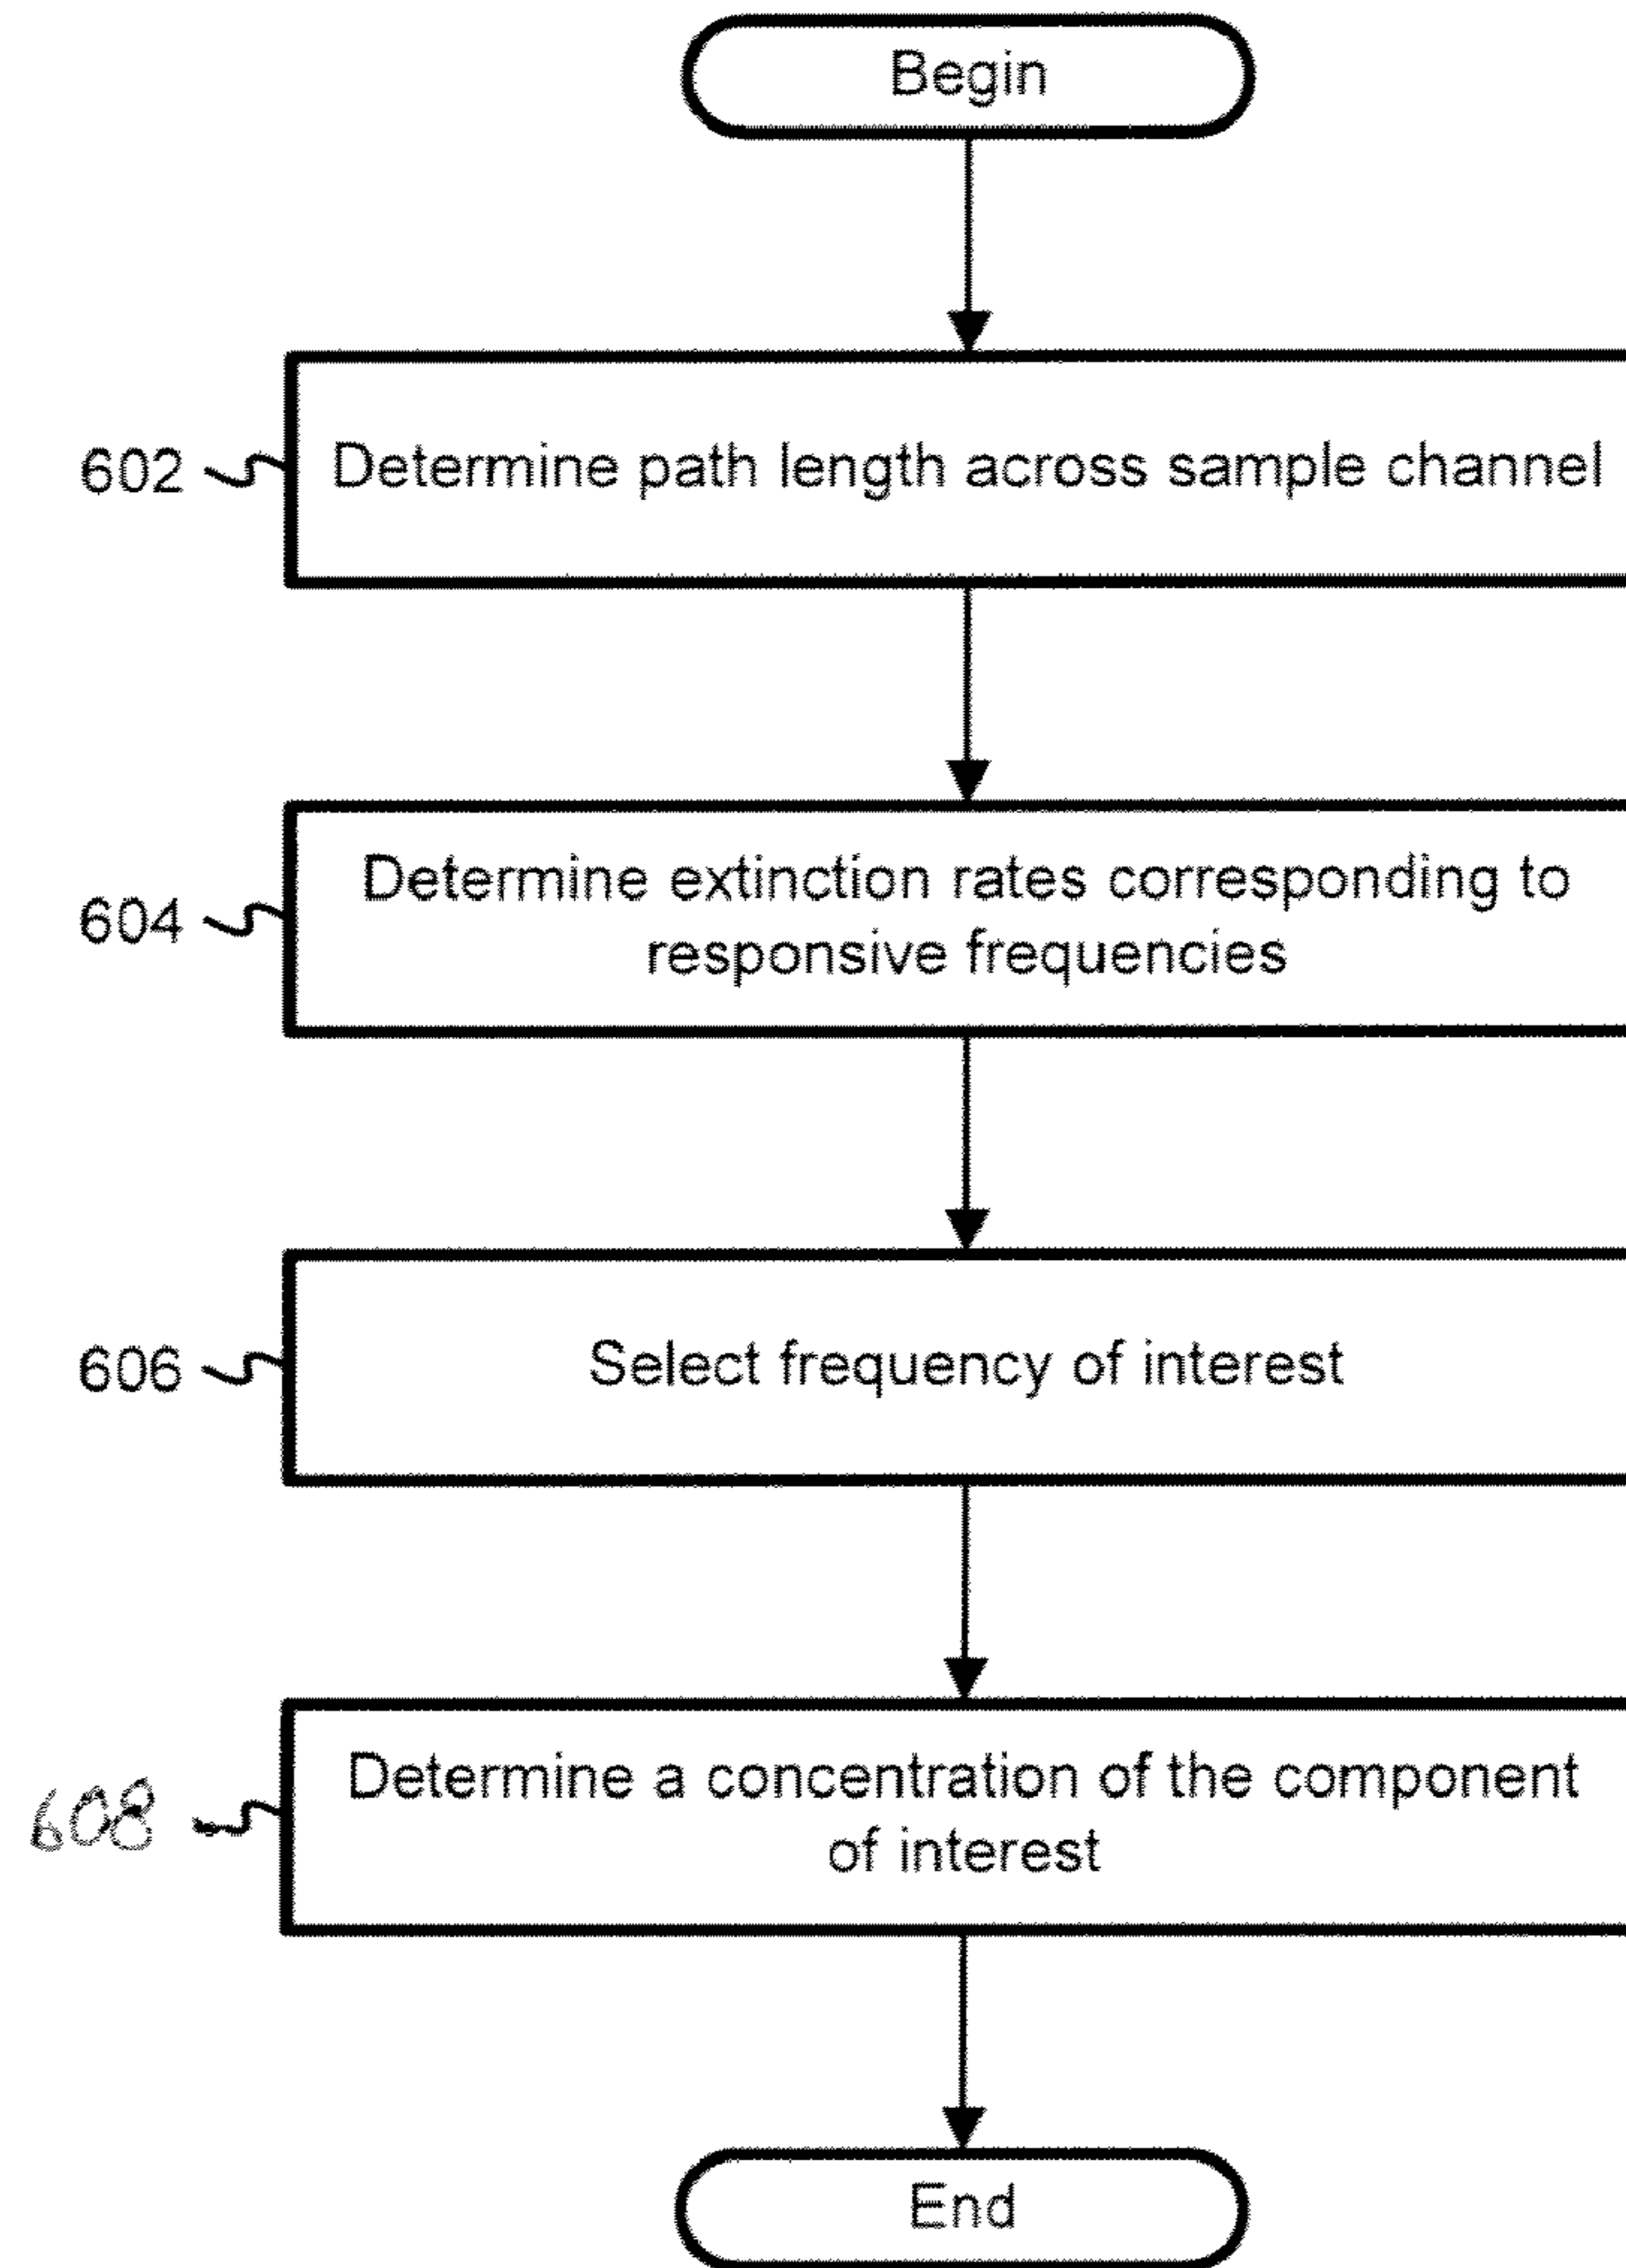 Begin
602
Determine path length across sample channel
604
Determine extinction rates corresponding to
responsive frequencies
606
Select frequency of interest
608
Determine a concentration of the component
of interest
End